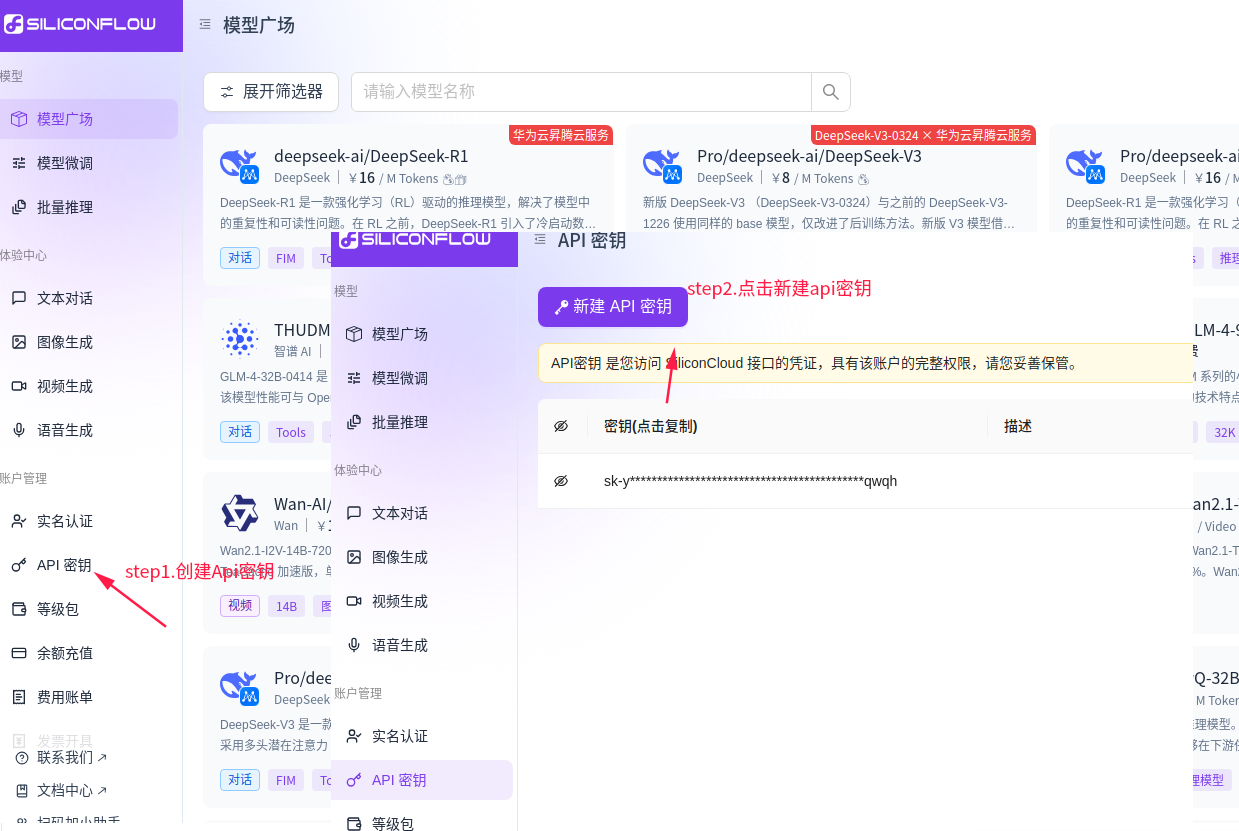 SILICONFLOW
模型
模型广场
模型微调
批量推理
体验中心
文本对话
图像生成
视频生成
语音生成
账户管理
实名认证
API 密钥
等级包
余额充值
费用账单
发票开具
联系我们
文档中心
扫码加小助手
模型广场
展开筛选器
请输入模型名称
华为云昇腾云服务
deepseek-ai/DeepSeek-R1
DeepSeek ￥16 / M Tokens
DeepSeek-R1 是一款强化学习（RL）驱动的推理模型，解决了模型中
的重复性和可读性问题。在 RL 之前，DeepSeek-R1 引入了冷启动数...
对话 FIM To
DeepSeek-V3-0324 × 华为云昇腾云服务
Pro/deepseek-ai/DeepSeek-V3
DeepSeek ￥8 / M Tokens
新版 DeepSeek-V3 （DeepSeek-V3-0324）与之前的 DeepSeek-V3-
1226 使用同样的 base 模型，仅改进了后训练方法。新版 V3 模型借...
Pro/deepseek-ai
DeepSeek ￥16 / M
DeepSeek-R1 是一款强化学习（
的重复性和可读性问题。在 RL 之
推理
THUDM
智谱 AI
GLM-4-32B-0414 是
该模型性能可与 Ope
对话 Tools
LM-4-9
费
M 系列的小
技术特点
32K
Wan-AI/
Wan ￥1
Wan2.1-I2V-14B-720
加速版，单
视频 14B 图
an2.1-T
/ Video
Wan2.1-T
%。Wan2
Pro/dee
DeepSeek
DeepSeek-V3 是一款
采用多头潜在注意力
对话 FIM To
Q-32B
M Token
理模型。
够在下游任
理模型
step1.创建Api密钥
SILICONFLOW
模型
模型广场
模型微调
批量推理
体验中心
文本对话
图像生成
视频生成
语音生成
账户管理
实名认证
API 密钥
等级包
API 密钥
新建 API 密钥
step2.点击新建api密钥
API密钥 是您访问 SiliconCloud 接口的凭证，具有该账户的完整权限，请您妥善保管。
密钥(点击复制) 描述
sk-y********************************************qwqh